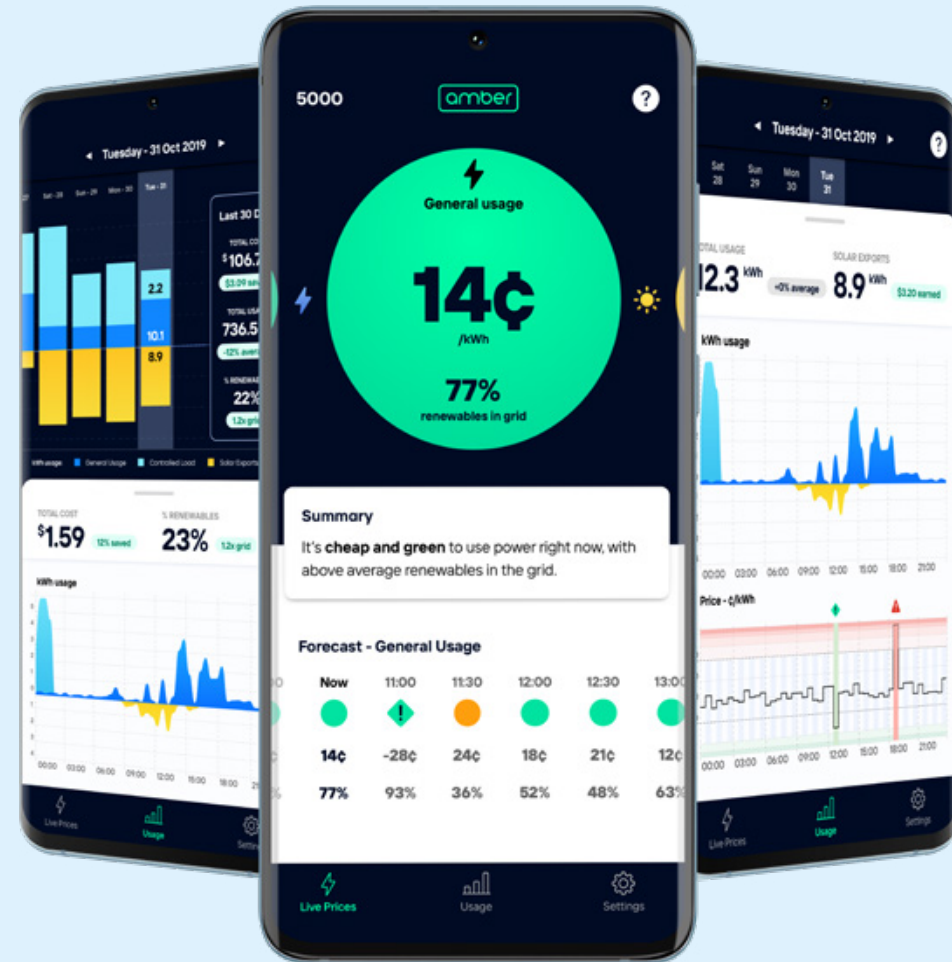 Tuesday - 31 Oct 2019
27 Sat - 28 Sun - 29 Mon - 30 Tue - 31
Last 30
$106.7
$3.09
2.2
10.1
8.9
736.5
-12%
22%
1.2x
kWh usage General Usage Controlled Load Solar Exports
TOTAL COST % RENEWABLES
$1.59 12% saved 23% 1.2x grid
kWh usage
00:00 03:00 06:00 09:00 12:00 15:00 18:00
Live Prices Usage
5000 amber ?
General usage
14¢
/kWh
77%
renewables in grid
Summary
It's cheap and green to use power right now, with
above average renewables in the grid.
Forecast - General Usage
Now 11:00 11:30 12:00 12:30 13:00
!
14¢ -28¢ 24¢ 18¢ 21¢ 12¢
77% 93% 36% 52% 48% 63%
Live Prices Usage Settings
Tuesday - 31 Oct 2019 ?
Sat Sun Mon Tue
28 29 30 31
USAGE SOLAR EXPORTS
12.3 kWh +0% average 8.9 kWh $3.20 earned
kWh usage
00:00 03:00 06:00 09:00 12:00 15:00 18:00 21:00
Price - ¢/kWh
00:00 03:00 06:00 09:00 12:00 15:00 18:00 21:00
Live Prices Usage Settings